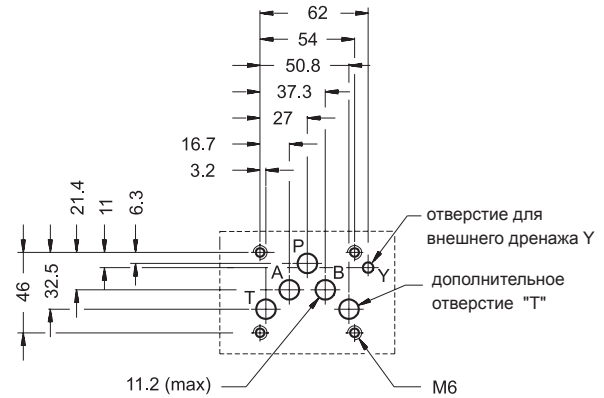 62
54
50.8
37.3
27
16.7
3.2
21.4
11
6.3
46
32.5
P
A
B
Y
T
отверстие для
внешнего дренажа Y
дополнительное
отверстие "T"
11.2 (max)
M6